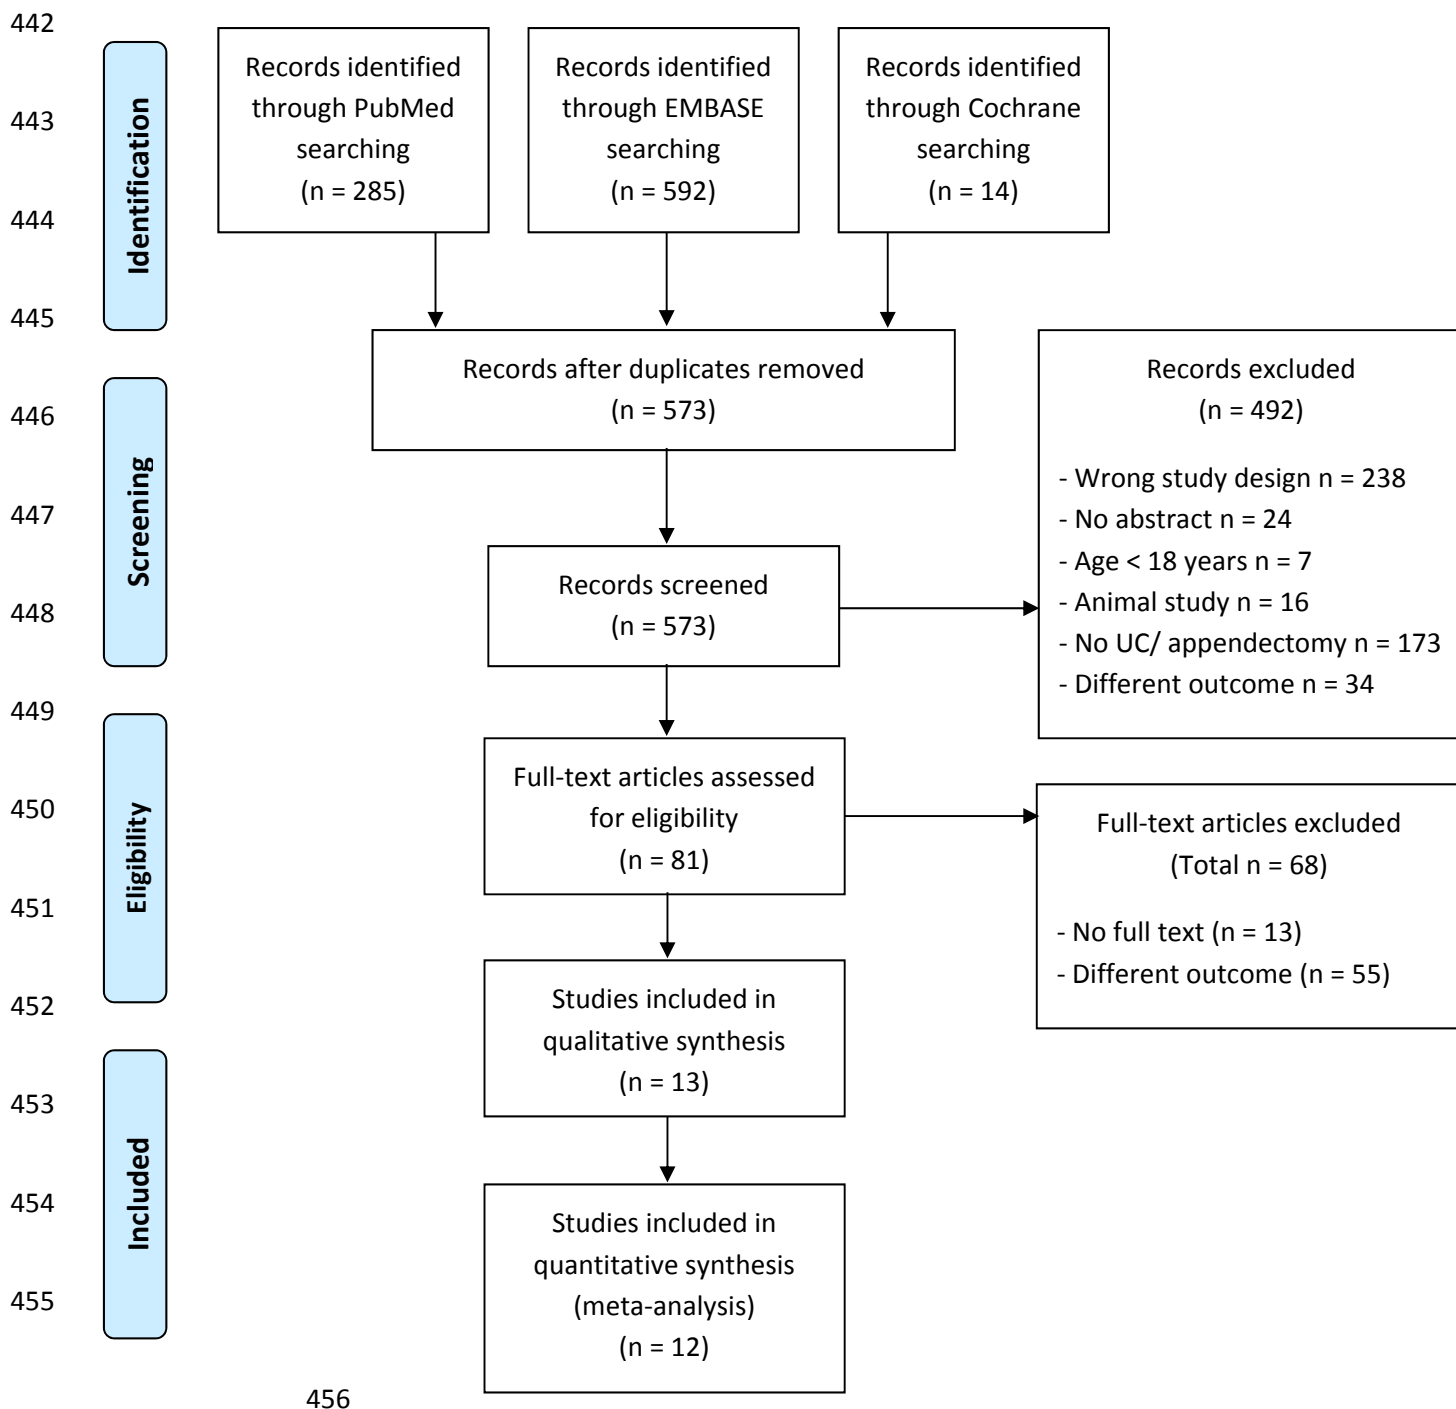 442
443
444
445
446
447
448
449
450
451
452
453
454
455
456
Identification
Screening
Eligibility
Included
Records identified
through PubMed
searching
(n = 285)
Records identified
through EMBASE
searching
(n = 592)
Records identified
through Cochrane
searching
(n = 14)
Records after duplicates removed
(n = 573)
Records screened
(n = 573)
Records excluded
(n = 492)
- Wrong study design n = 238
- No abstract n = 24
- Age < 18 years n = 7
- Animal study n = 16
- No UC/ appendectomy n = 173
- Different outcome n = 34
Full-text articles assessed
for eligibility
(n = 81)
Full-text articles excluded
(Total n = 68)
- No full text (n = 13)
- Different outcome (n = 55)
Studies included in
qualitative synthesis
(n = 13)
Studies included in
quantitative synthesis
(meta-analysis)
(n = 12)